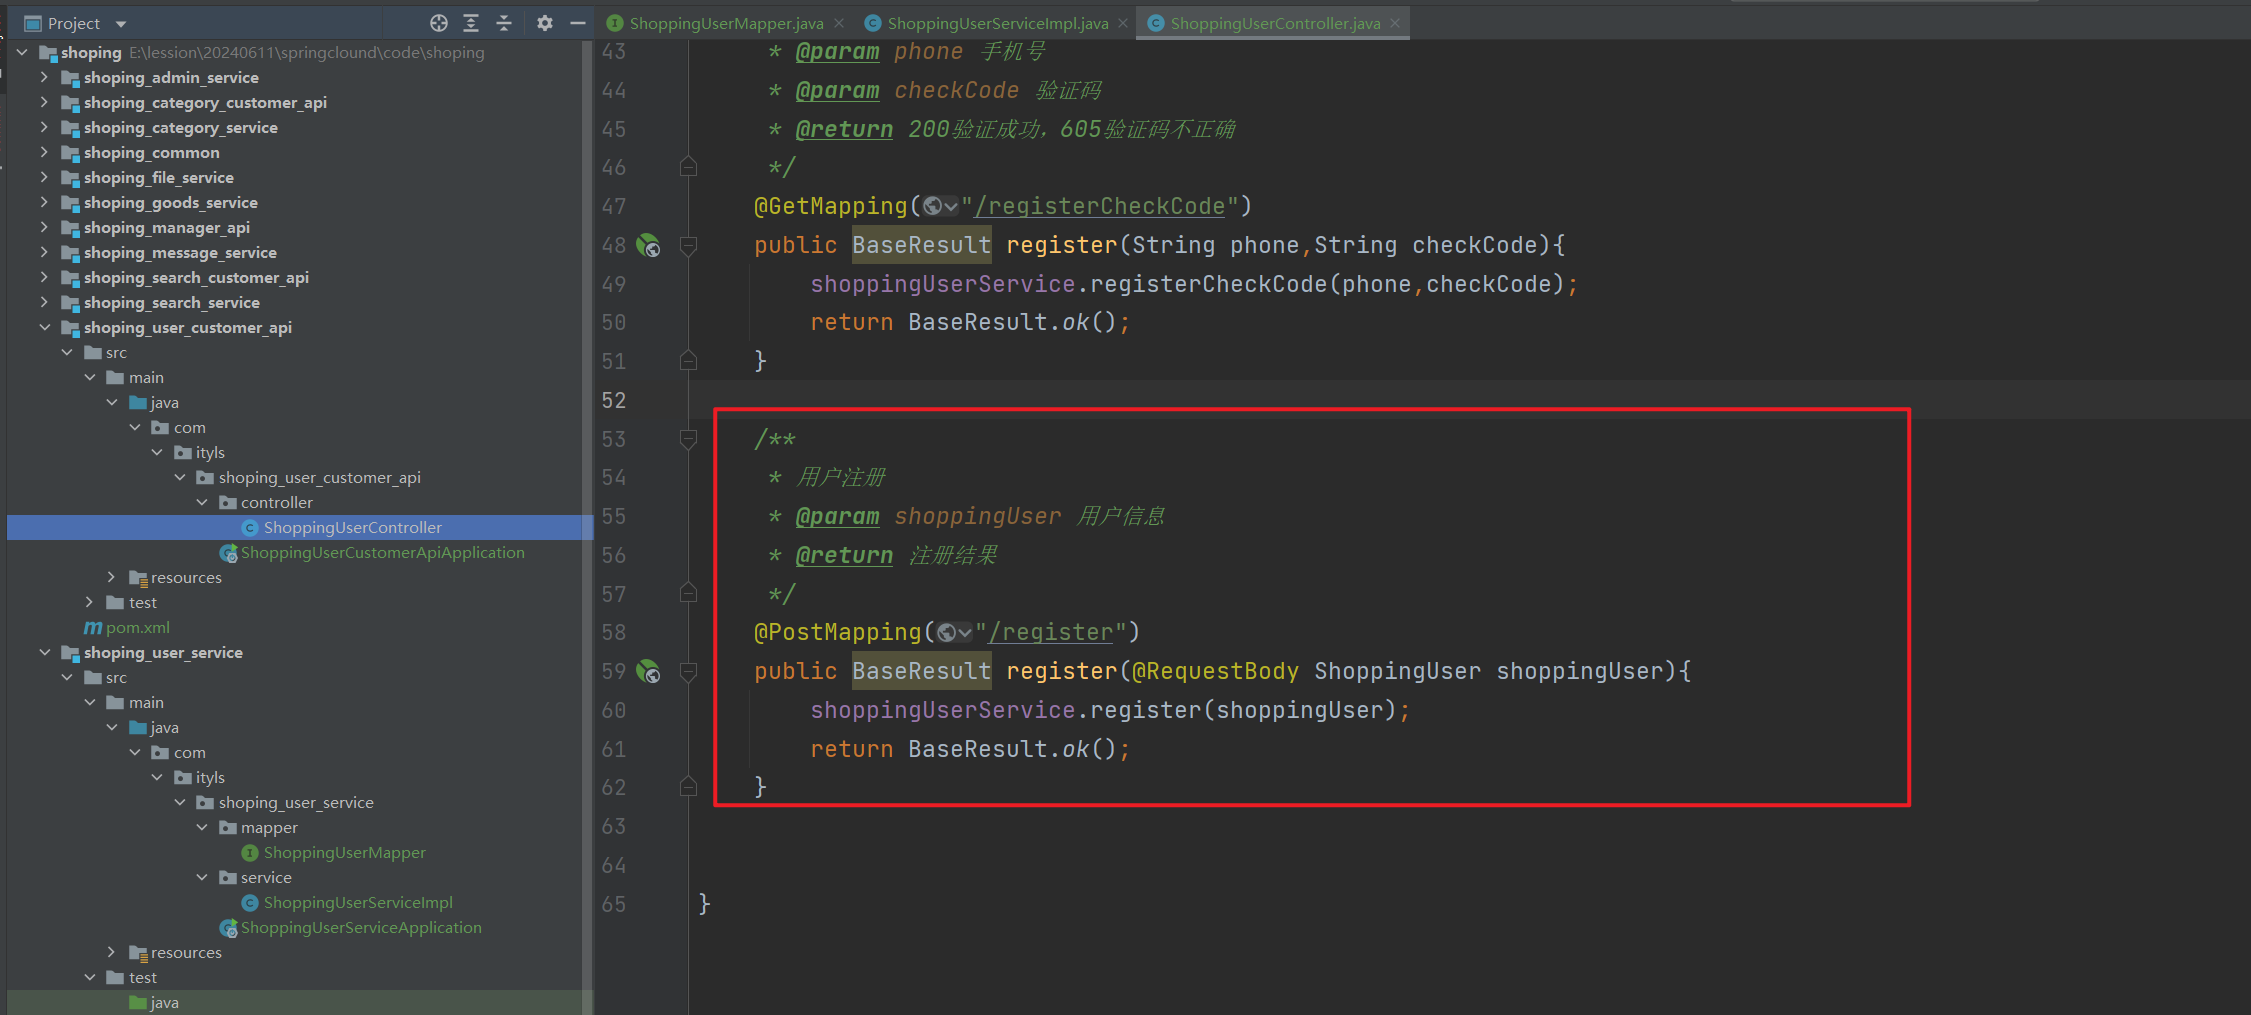 Project
shoping E:\lession\20240611\springclound\code\shoping
shoping_admin_service
shoping_category_customer_api
shoping_category_service
shoping_common
shoping_file_service
shoping_goods_service
shoping_manager_api
shoping_message_service
shoping_search_customer_api
shoping_search_service
shoping_user_customer_api
src
main
java
com
ityls
shoping_user_customer_api
controller
ShoppingUserController
ShoppingUserCustomerApiApplication
resources
test
pom.xml
shoping_user_service
src
main
java
com
ityls
shoping_user_service
mapper
ShoppingUserMapper
service
ShoppingUserServiceImpl
ShoppingUserServiceApplication
resources
test
java
ShoppingUserMapper.java ShoppingUserServiceImpl.java ShoppingUserController.java
43 * @param phone 手机号
44 * @param checkCode 验证码
45 * @return 200验证成功，605验证码不正确
46 */
47 @GetMapping("/registerCheckCode")
48 public BaseResult register(String phone,String checkCode){
49 shoppingUserService.registerCheckCode(phone,checkCode);
50 return BaseResult.ok();
51 }
52
53 /**
54 * 用户注册
55 * @param shoppingUser 用户信息
56 * @return 注册结果
57 */
58 @PostMapping("/register")
59 public BaseResult register(@RequestBody ShoppingUser shoppingUser){
60 shoppingUserService.register(shoppingUser);
61 return BaseResult.ok();
62 }
63
64
65 }